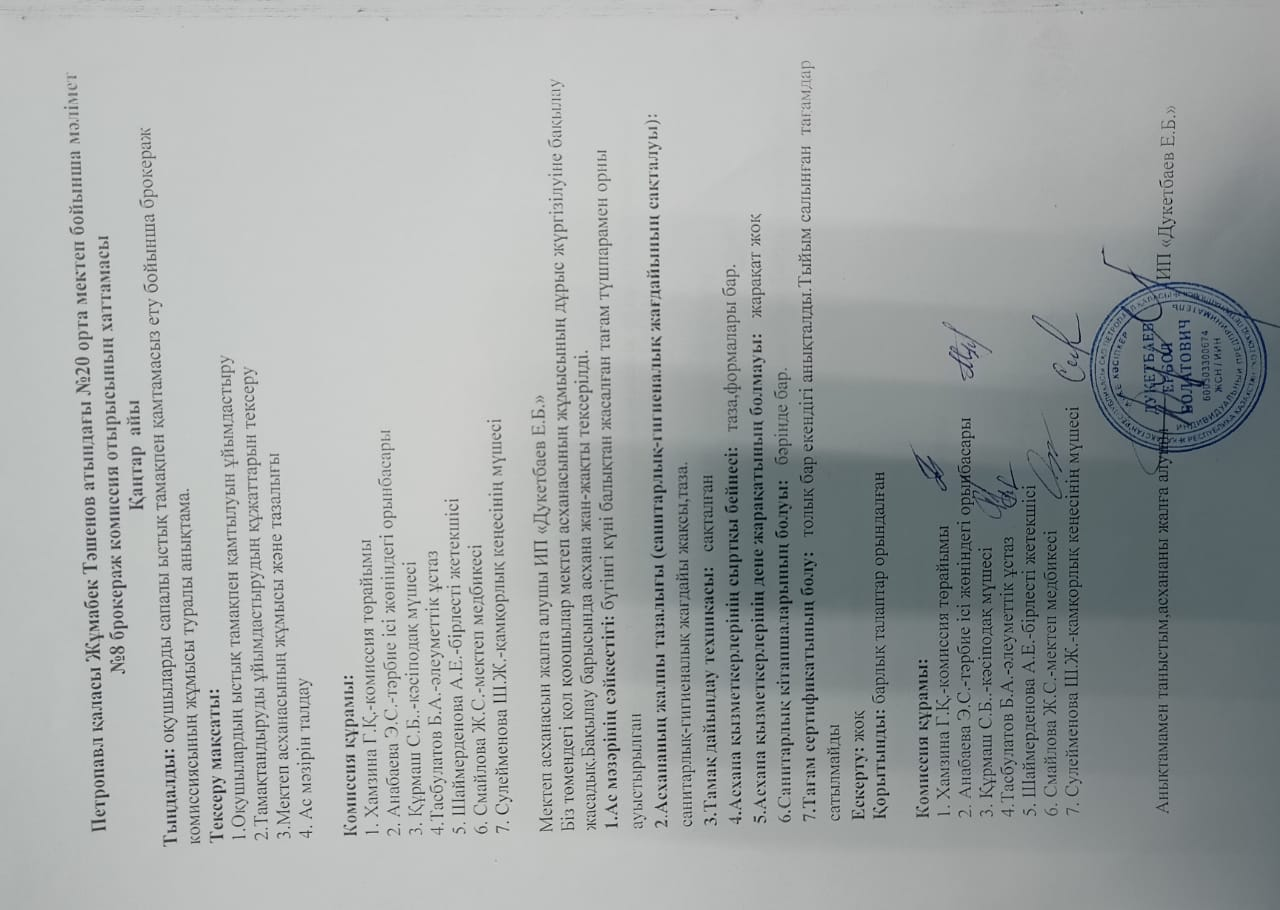 Петропавл қаласы Жұмабек Тәшенов атындағы №20 орта мектеп бойынша мәлімет
№8 брокераж комиссия отырысының хаттамасы
Қаңтар айы
Тыңдалды: оқушыларды сапалы ыстық тамақпен қамтамасыз ету бойынша брокераж
комиссиясының жұмысы туралы анықтама.
Тексеру мақсаты:
1.Оқушылардың ыстық тамақпен қамтылуын ұйымдастыру
2.Тамақтандыруды ұйымдастырудың құжаттарын тексеру
3.Мектеп асханасының жұмысы және тазалығы
4. Ас мәзірін талдау
Комиссия құрамы:
1. Хамзина Г.Қ.-комиссия төрайымы
2. Анабаева Э.С.-тәрбие ісі жөніндегі орынбасары
3. Құрмаш С.Б.-кәсіподақ мүшесі
4.Тасбулатов Б.А.-әлеуметтік ұстаз
5. Шаймерденова А.Е.-бірлесті жетекшісі
6. Смайлова Ж.С.-мектеп медбикесі
7. Сулейменова Ш.Ж.-қамқорлық кеңесінің мүшесі
Мектеп асханасын жалға алушы ИП «Дукетбаев Е.Б.»
Біз төмендегі қол қоюшылар мектеп асханасының жұмысының дұрыс жүргізілуіне бақылау
жасадық.Бақылау барысында асхана жан-жақты тексерілді.
1.Ас мәзәрінің сәйкестігі: бүгінгі күні балықтан жасалған тағам тұшпарамен орны
ауыстырылған
2.Асхананың жалпы тазалығы (санитарлық-гигиеналық жағдайының сақталуы):
санитарлық-гигиеналық жағдайы жақсы,таза.
3.Тамақ дайындау техникасы: сақталған
4.Асхана қызметкерлерінің сыртқы бейнесі: таза,формалары бар.
5.Асхана қызметкерлерінің дене жарақатының болмауы: жарақат жоқ
6.Санитарлық кітапшаларының болуы: бәрінде бар.
7.Тағам сертификатының болу: толық бар екендігі анықталды.Тыйым салынған тағамдар
сатылмайды
Ескерту: жоқ
Қорытынды: барлық талаптар орындалған
Комиссия құрамы:
1. Хамзина Г.Қ.-комиссия төрайымы
2. Анабаева Э.С.-тәрбие ісі жөніндегі орынбасары
3. Құрмаш С.Б.-кәсіподақ мүшесі
4.Тасбулатов Б.А.-әлеуметтік ұстаз
5. Шаймерденова А.Е.-бірлесті жетекшісі
6. Смайлова Ж.С.-мектеп медбикесі
7. Сулейменова Ш.Ж.-қамқорлық кеңесінің мүшесі
Анықтамамен таныстым,асхананы жалға алушы ИП «Дукетбаев Е.Б.»
ЖЕКЕ КӘСІПКЕР
ДУКЕТБАЕВ
ЕРБОЛ
БОЛАТОВИЧ
600503300674
ЖСН / ИИН
ИНДИВИДУАЛЬНЫЙ ПРЕДПРИНИМАТЕЛЬ